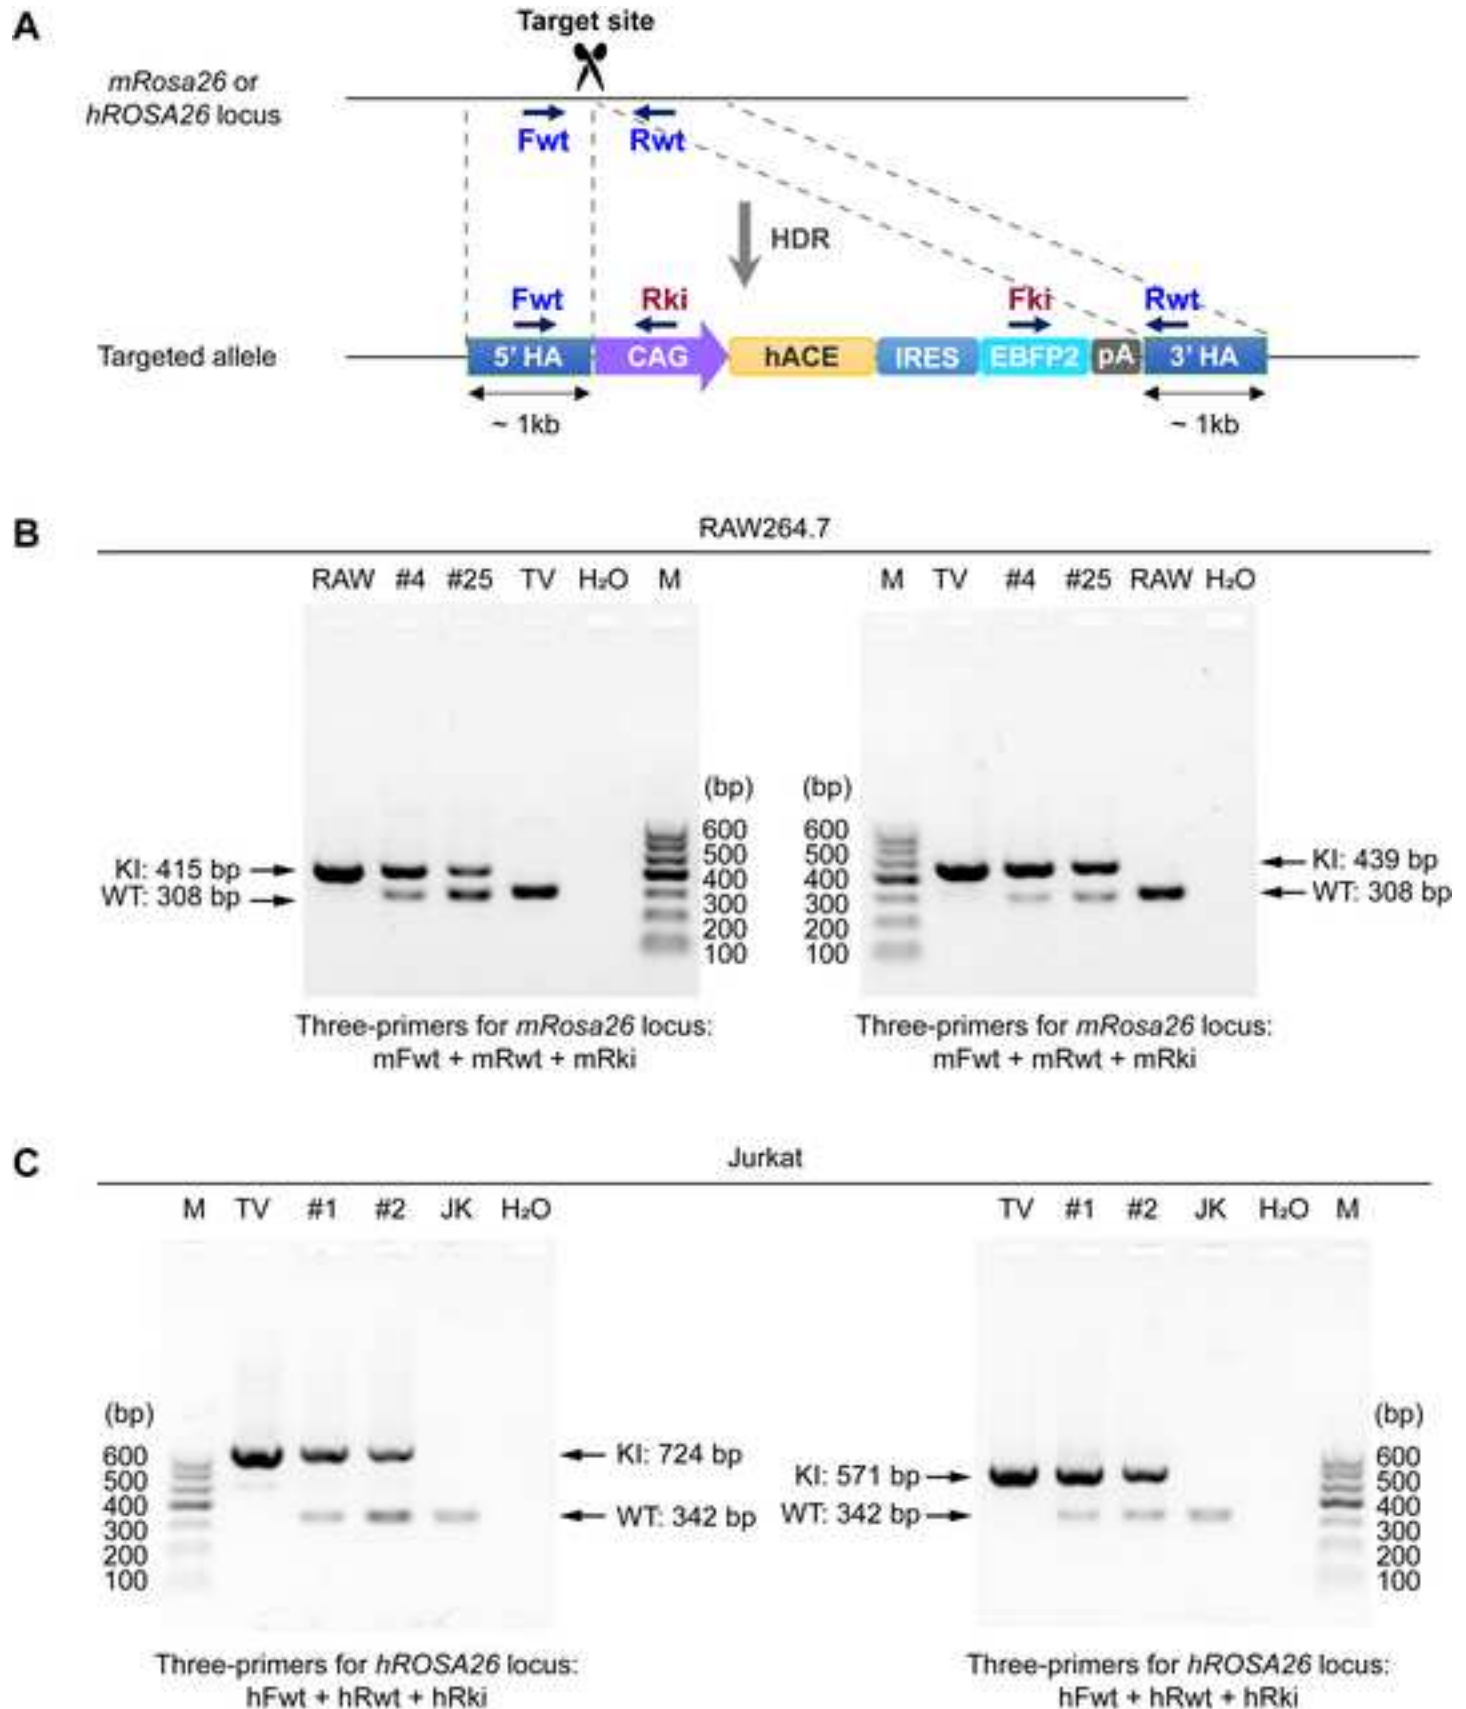 A
Target site
mRosa26 or
hROSA26 locus
Fwt Rwt
HDR
Fwt Rki Fki Rwt
Targeted allele
5' HA CAG hACE IRES EBFP2 pA 3' HA
~ 1kb ~ 1kb
B
RAW264.7
RAW #4 #25 TV H₂O M
M TV #4 #25 RAW H₂O
(bp)
600
500
400
300
200
100
(bp)
600
500
400
300
200
100
KI: 415 bp
WT: 308 bp
KI: 439 bp
WT: 308 bp
Three-primers for mRosa26 locus:
mFwt + mRwt + mRki
Three-primers for mRosa26 locus:
mFwt + mRwt + mRki
C
Jurkat
M TV #1 #2 JK H₂O
TV #1 #2 JK H₂O M
(bp)
600
500
400
300
200
100
KI: 724 bp
WT: 342 bp
KI: 571 bp
WT: 342 bp
(bp)
600
500
400
300
200
100
Three-primers for hROSA26 locus:
hFwt + hRwt + hRki
Three-primers for hROSA26 locus:
hFwt + hRwt + hRki